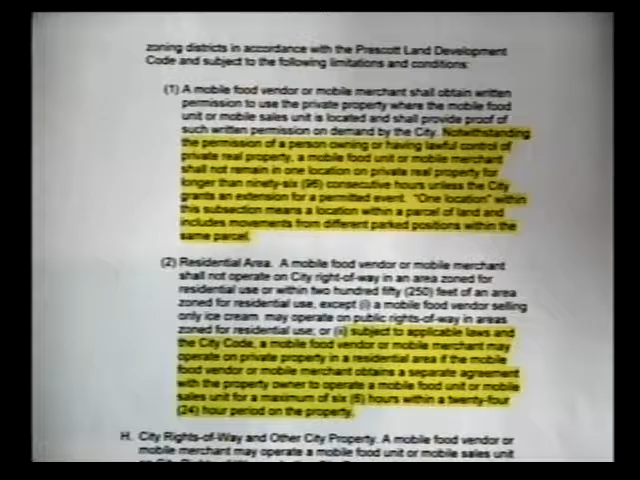 zoning districts in accordance with the Prescott Land Development
Code and subject to the following limitations and conditions:
(1) A mobile food vendor or mobile merchant shall obtain written
permission to use the private property where the mobile food
unit or mobile sales unit is located and shall provide proof of
such written permission on demand by the City. Notwithstanding
the permission of a person owning or having lawful control of
private real property, a mobile food unit or mobile merchant
shall not remain in one location on private real property for
longer than ninety-six (96) consecutive hours unless the City
grants an extension for a permitted event. "One location" within
this subsection means a location within a parcel of land and
includes movements from different parked positions within the
same parcel.
(2) Residential Area. A mobile food vendor or mobile merchant
shall not operate on City right-of-way in an area zoned for
residential use or within two hundred fifty (250) feet of an area
zoned for residential use, except (i) a mobile food vendor selling
only ice cream may operate on public rights-of-way in areas
zoned for residential use; or (ii) subject to applicable laws and
the City Code, a mobile food vendor or mobile merchant may
operate on private property in a residential area if the mobile
food vendor or mobile merchant obtains a separate agreement
with the property owner to operate a mobile food unit or mobile
sales unit for a maximum of six (6) hours within a twenty-four
(24) hour period on the property.
H. City Rights-of-Way and Other City Property. A mobile food vendor or
mobile merchant may operate a mobile food unit or mobile sales unit